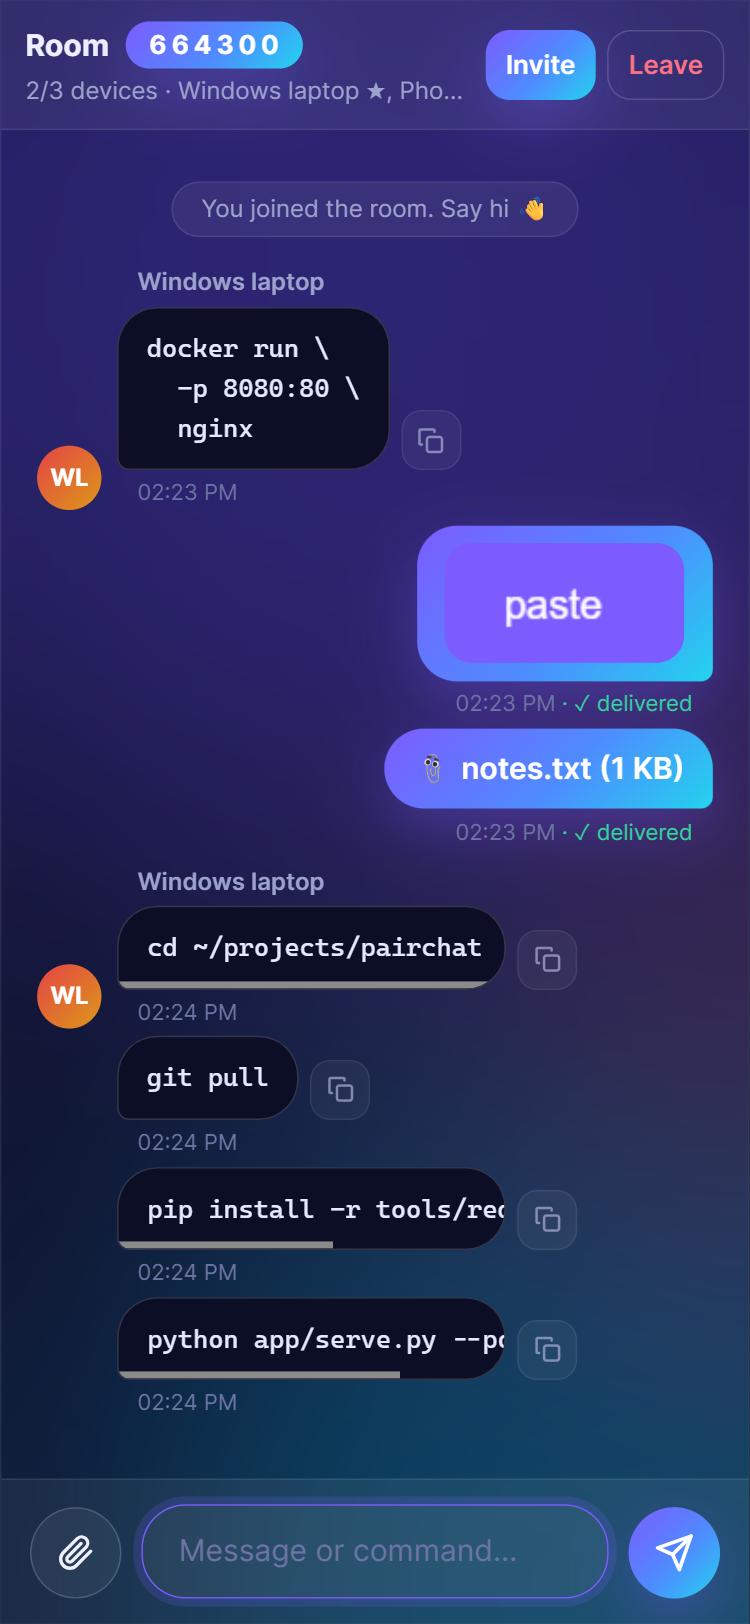 Room 664300
2/3 devices · Windows laptop ★, Pho...
Invite
Leave
You joined the room. Say hi 👋
Windows laptop
docker run \
  -p 8080:80 \
  nginx
WL
02:23 PM
paste
02:23 PM · ✓ delivered
notes.txt (1 KB)
02:23 PM · ✓ delivered
Windows laptop
cd ~/projects/pairchat
WL
02:24 PM
git pull
02:24 PM
pip install -r tools/rec
02:24 PM
python app/serve.py --po
02:24 PM
Message or command...